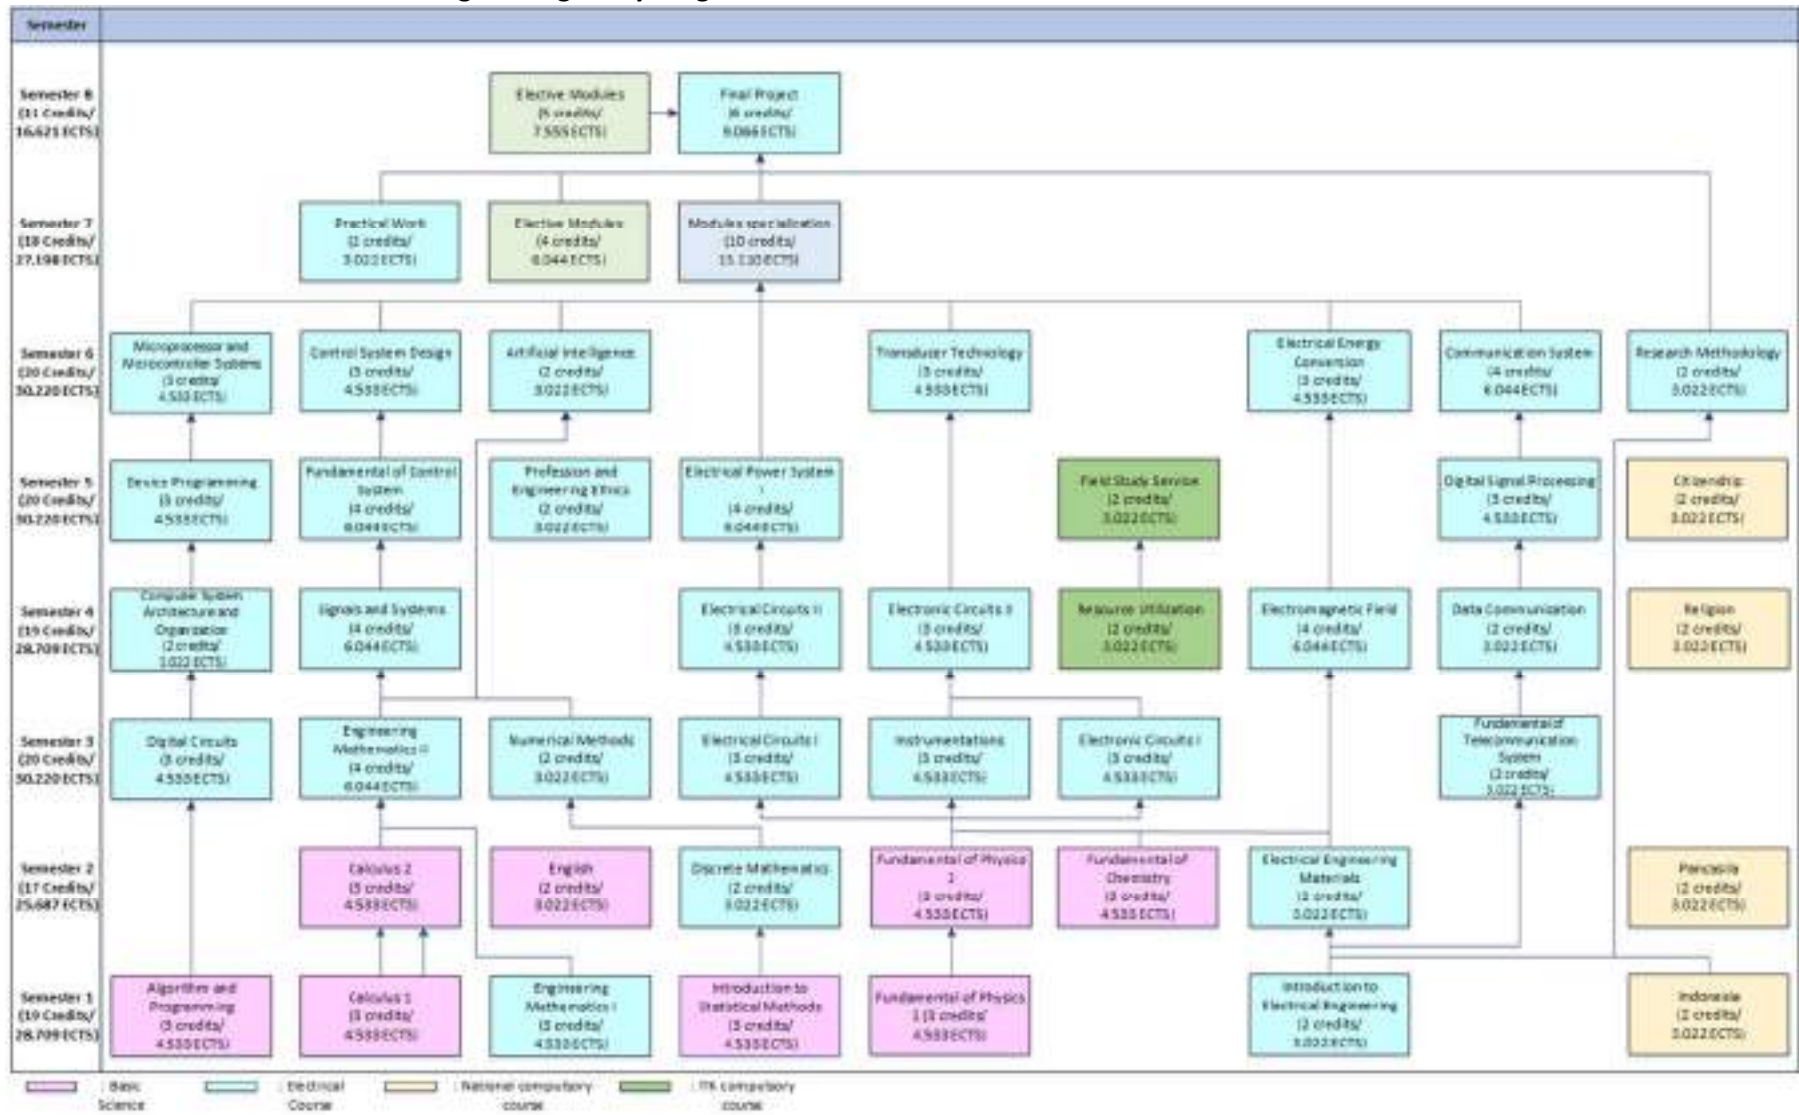 Semester
Semester 8
(11 Credits/
16.621 ECTS)
Elective Modules
(5 credits/
7.555 ECTS)
Final Project
(6 credits/
9.066 ECTS)
Semester 7
(18 Credits/
27.198 ECTS)
Practical Work
(2 credits/
3.022 ECTS)
Elective Modules
(4 credits/
6.044 ECTS)
Modules specialization
(10 credits/
15.110 ECTS)
Semester 6
(20 Credits/
30.220 ECTS)
Microprocessor and
Microcontroller Systems
(3 credits/
4.533 ECTS)
Control System Design
(3 credits/
4.533 ECTS)
Artificial Intelligence
(2 credits/
3.022 ECTS)
Transducer Technology
(3 credits/
4.533 ECTS)
Electrical Energy
Conversion
(3 credits/
4.533 ECTS)
Communication System
(4 credits/
6.044 ECTS)
Research Methodology
(2 credits/
3.022 ECTS)
Semester 5
(20 Credits/
30.220 ECTS)
Device Programming
(3 credits/
4.533 ECTS)
Fundamental of Control
System
(4 credits/
6.044 ECTS)
Profession and
Engineering Ethics
(2 credits/
3.022 ECTS)
Electrical Power System
I
(4 credits/
6.044 ECTS)
Field Study Service
(2 credits/
3.022 ECTS)
Digital Signal Processing
(3 credits/
4.533 ECTS)
Citizenship
(2 credits/
3.022 ECTS)
Semester 4
(19 Credits/
28.709 ECTS)
Computer System
Architecture and
Organization
(2 credits/
3.022 ECTS)
Signals and Systems
(4 credits/
6.044 ECTS)
Electrical Circuits II
(3 credits/
4.533 ECTS)
Electronic Circuits II
(3 credits/
4.533 ECTS)
Resource Utilization
(2 credits/
3.022 ECTS)
Electromagnetic Field
(4 credits/
6.044 ECTS)
Data Communication
(2 credits/
3.022 ECTS)
Religion
(2 credits/
3.022 ECTS)
Semester 3
(20 Credits/
30.220 ECTS)
Digital Circuits
(3 credits/
4.533 ECTS)
Engineering
Mathematics II
(4 credits/
6.044 ECTS)
Numerical Methods
(2 credits/
3.022 ECTS)
Electrical Circuits I
(3 credits/
4.533 ECTS)
Instrumentations
(3 credits/
4.533 ECTS)
Electronic Circuits I
(3 credits/
4.533 ECTS)
Fundamental of
Telecommunication
System
(2 credits/
3.022 ECTS)
Semester 2
(17 Credits/
25.687 ECTS)
Calculus 2
(3 credits/
4.533 ECTS)
English
(2 credits/
3.022 ECTS)
Discrete Mathematics
(2 credits/
3.022 ECTS)
Fundamental of Physics
(3 credits/
4.533 ECTS)
Fundamental of
Chemistry
(3 credits/
4.533 ECTS)
Electrical Engineering
Materials
(2 credits/
3.022 ECTS)
Pancasila
(2 credits/
3.022 ECTS)
Semester 1
(19 Credits/
28.709 ECTS)
Algorithm and
Programming
(3 credits/
4.533 ECTS)
Calculus 1
(3 credits/
4.533 ECTS)
Engineering
Mathematics I
(3 credits/
4.533 ECTS)
Introduction to
Statistical Methods
(3 credits/
4.533 ECTS)
Fundamental of Physics
1 (3 credits/
4.533 ECTS)
Introduction to
Electrical Engineering
(2 credits/
3.022 ECTS)
Indonesia
(2 credits/
3.022 ECTS)
: Basic
Science
: Electrical
Course
: National compulsory
course
: ITK compulsory
course